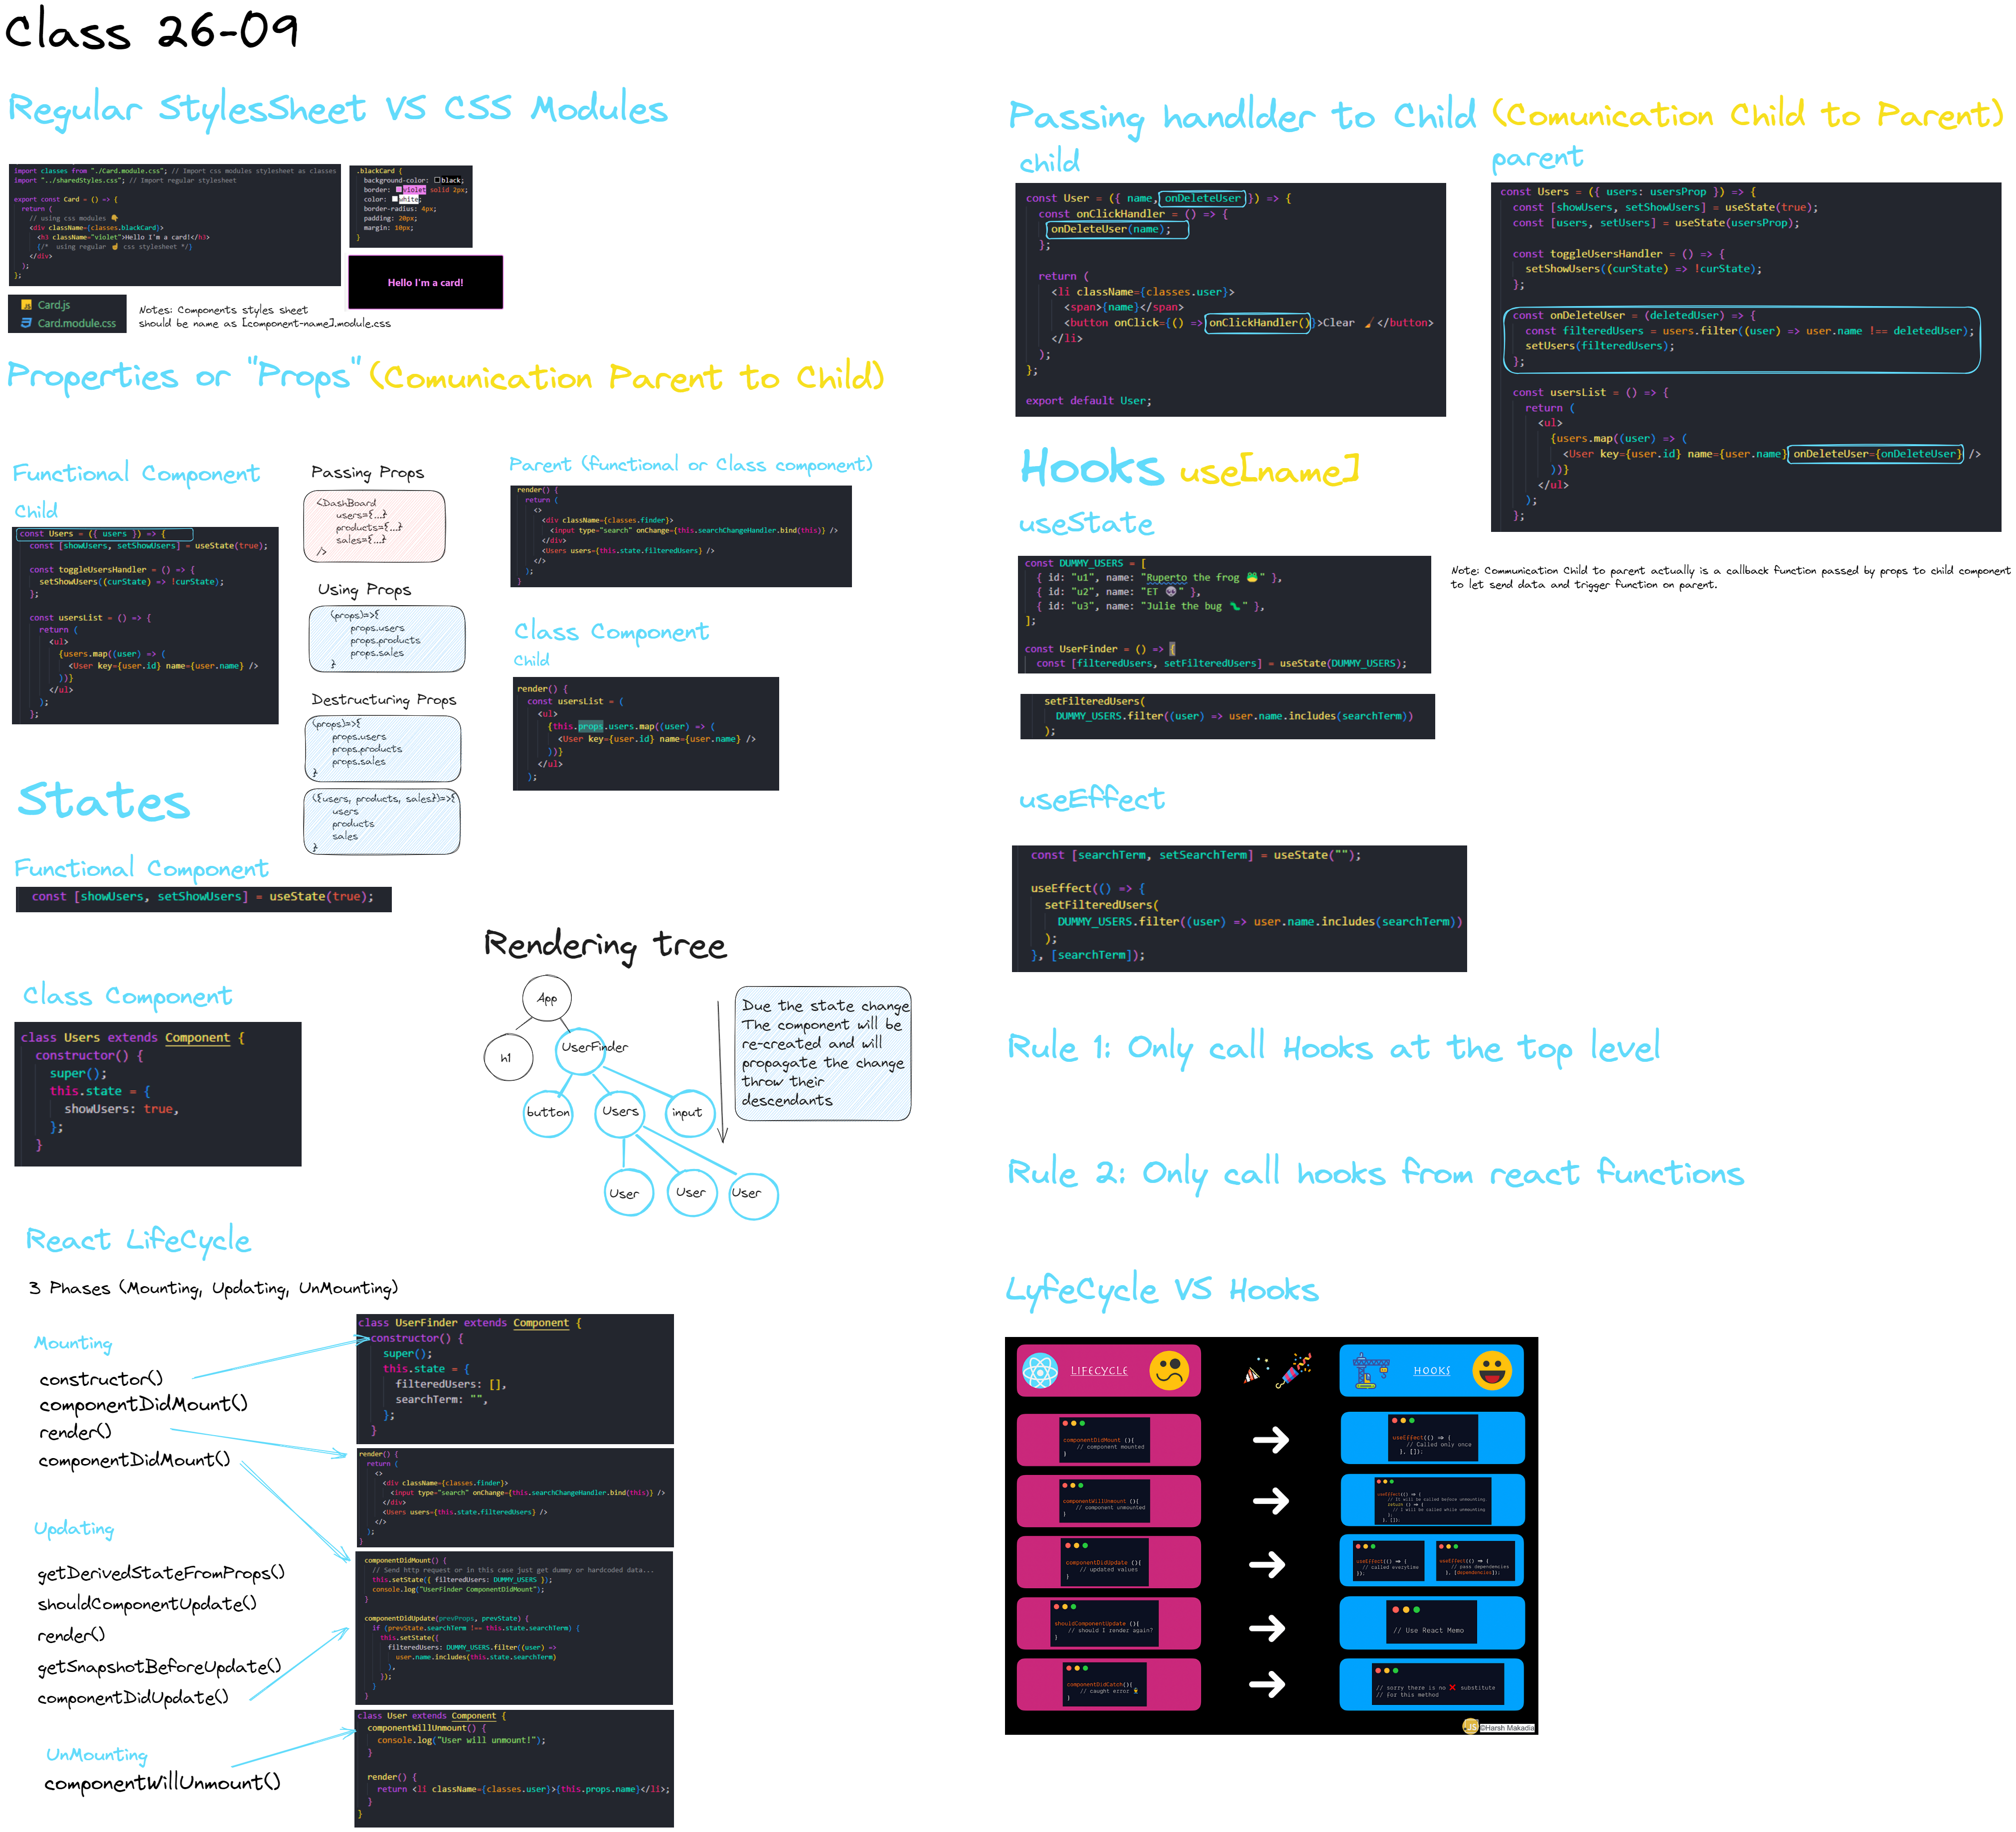 Class 26-09
Regular StylesSheet VS CSS Modules
import classes from "./Card.module.css"; // Import css modules stylesheet as classes
import "../sharedStyles.css"; // Import regular stylesheet
export const Card = () => {
return (
// using css modules 👇
<div className={classes.blackCard}>
<h3 className="violet">Hello I'm a card!</h3>
{/* using regular ☝ css stylesheet */}
</div>
);
};
.blackCard {
background-color: black;
border: violet solid 2px;
color: white;
border-radius: 4px;
padding: 20px;
margin: 10px;
}
Hello I'm a card!
JS Card.js
Card.module.css
Notes: Components styles sheet
should be name as [component-name].module.css
Properties or "Props" (Comunication Parent to Child)
Functional Component
Child
const Users = ({ users }) => {
const [showUsers, setShowUsers] = useState(true);
const toggleUsersHandler = () => {
setShowUsers((curState) => !curState);
};
const usersList = () => {
return (
<ul>
{users.map((user) => (
<User key={user.id} name={user.name} />
))}
</ul>
);
};
Passing Props
<DashBoard
users={...}
products={...}
sales={...}
/>
Using Props
(props)=>{
props.users
props.products
props.sales
}
Destructuring Props
(props)=>{
props.users
props.products
props.sales
}
({users, products, sales})=>{
users
products
sales
}
Parent (functional or Class component)
render() {
return (
<>
<div className={classes.finder}>
<input type="search" onChange={this.searchChangeHandler.bind(this)} />
</div>
<Users users={this.state.filteredUsers} />
</>
);
}
Class Component
Child
render() {
const usersList = (
<ul>
{this.props.users.map((user) => (
<User key={user.id} name={user.name} />
))}
</ul>
);
States
Functional Component
const [showUsers, setShowUsers] = useState(true);
Class Component
class Users extends Component {
constructor() {
super();
this.state = {
showUsers: true,
};
}
Rendering tree
App
h1
UserFinder
button
Users
input
User
User
User
Due the state change
The component will be
re-created and will
propagate the change
throw their
descendants
React LifeCycle
3 Phases (Mounting, Updating, UnMounting)
Mounting
constructor()
componentDidMount()
render()
componentDidMount()
Updating
getDerivedStateFromProps()
shouldComponentUpdate()
render()
getSnapshotBeforeUpdate()
componentDidUpdate()
UnMounting
componentWillUnmount()
class UserFinder extends Component {
constructor() {
super();
this.state = {
filteredUsers: [],
searchTerm: "",
};
}
render() {
return (
<>
<div className={classes.finder}>
<input type="search" onChange={this.searchChangeHandler.bind(this)} />
</div>
<Users users={this.state.filteredUsers} />
</>
);
}
componentDidMount() {
// Send http request or in this case just get dummy or hardcoded data...
this.setState({ filteredUsers: DUMMY_USERS });
console.log("UserFinder ComponentDidMount");
}
componentDidUpdate(prevProps, prevState) {
if (prevState.searchTerm !== this.state.searchTerm) {
this.setState({
filteredUsers: DUMMY_USERS.filter((user) =>
user.name.includes(this.state.searchTerm)
),
});
}
}
class User extends Component {
componentWillUnmount() {
console.log("User will unmount!");
}
render() {
return <li className={classes.user}>{this.props.name}</li>;
}
}
Passing handlder to Child (Comunication Child to Parent)
child
const User = ({ name, onDeleteUser }) => {
const onClickHandler = () => {
onDeleteUser(name);
};
return (
<li className={classes.user}>
<span>{name}</span>
<button onClick={() => onClickHandler()}>Clear 🧹</button>
</li>
);
};
export default User;
parent
const Users = ({ users: usersProp }) => {
const [showUsers, setShowUsers] = useState(true);
const [users, setUsers] = useState(usersProp);
const toggleUsersHandler = () => {
setShowUsers((curState) => !curState);
};
const onDeleteUser = (deletedUser) => {
const filteredUsers = users.filter((user) => user.name !== deletedUser);
setUsers(filteredUsers);
};
const usersList = () => {
return (
<ul>
{users.map((user) => (
<User key={user.id} name={user.name} onDeleteUser={onDeleteUser} />
))}
</ul>
);
};
Note: Communication Child to parent actually is a callback function passed by props to child component
to let send data and trigger function on parent.
Hooks use[name]
useState
const DUMMY_USERS = [
{ id: "u1", name: "Ruperto the frog 🐸" },
{ id: "u2", name: "ET 👽" },
{ id: "u3", name: "Julie the bug 🐛" },
];
const UserFinder = () => {
const [filteredUsers, setFilteredUsers] = useState(DUMMY_USERS);
setFilteredUsers(
DUMMY_USERS.filter((user) => user.name.includes(searchTerm))
);
useEffect
const [searchTerm, setSearchTerm] = useState("");
useEffect(() => {
setFilteredUsers(
DUMMY_USERS.filter((user) => user.name.includes(searchTerm))
);
}, [searchTerm]);
Rule 1: Only call Hooks at the top level
Rule 2: Only call hooks from react functions
LyfeCycle VS Hooks
LIFECYCLE
HOOKS
componentDidMount (){
// component mounted
}
useEffect(() => {
// Called only once
}, []);
componentWillUnmount (){
// component unmounted
}
useEffect(() => {
// It will be called before unmounting.
return () => {
// I will be called while unmounting.
};
}, []);
componentDidUpdate (){
// updated values
}
useEffect(() => {
// called everytime
});
useEffect(() => {
// pass dependencies
}, [dependencies]);
shouldComponentUpdate (){
// should I render again?
}
// Use React Memo
componentDidCatch(){
// caught error
}
// sorry there is no ❌ substitute
// For this method
JS ©Harsh Makadia